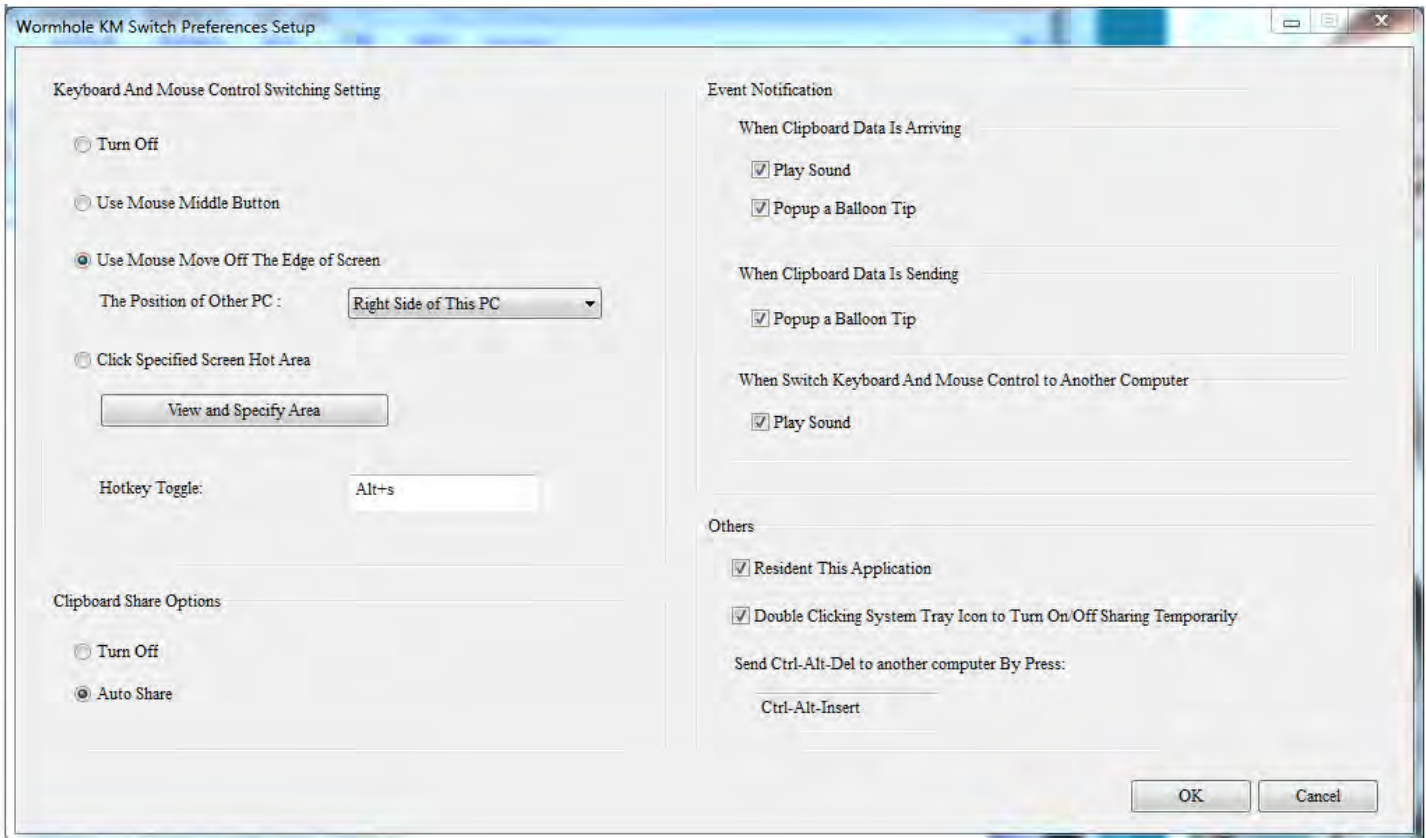 Wormhole KM Switch Preferences Setup
Keyboard And Mouse Control Switching Setting
Turn Off
Use Mouse Middle Button
Use Mouse Move Off The Edge of Screen
The Position of Other PC :
Right Side of This PC
Click Specified Screen Hot Area
View and Specify Area
Hotkey Toggle:
Alt+s
Clipboard Share Options
Turn Off
Auto Share
Event Notification
When Clipboard Data Is Arriving
Play Sound
Popup a Balloon Tip
When Clipboard Data Is Sending
Popup a Balloon Tip
When Switch Keyboard And Mouse Control to Another Computer
Play Sound
Others
Resident This Application
Double Clicking System Tray Icon to Turn On/Off Sharing Temporarily
Send Ctrl-Alt-Del to another computer By Press:
Ctrl-Alt-Insert
OK
Cancel